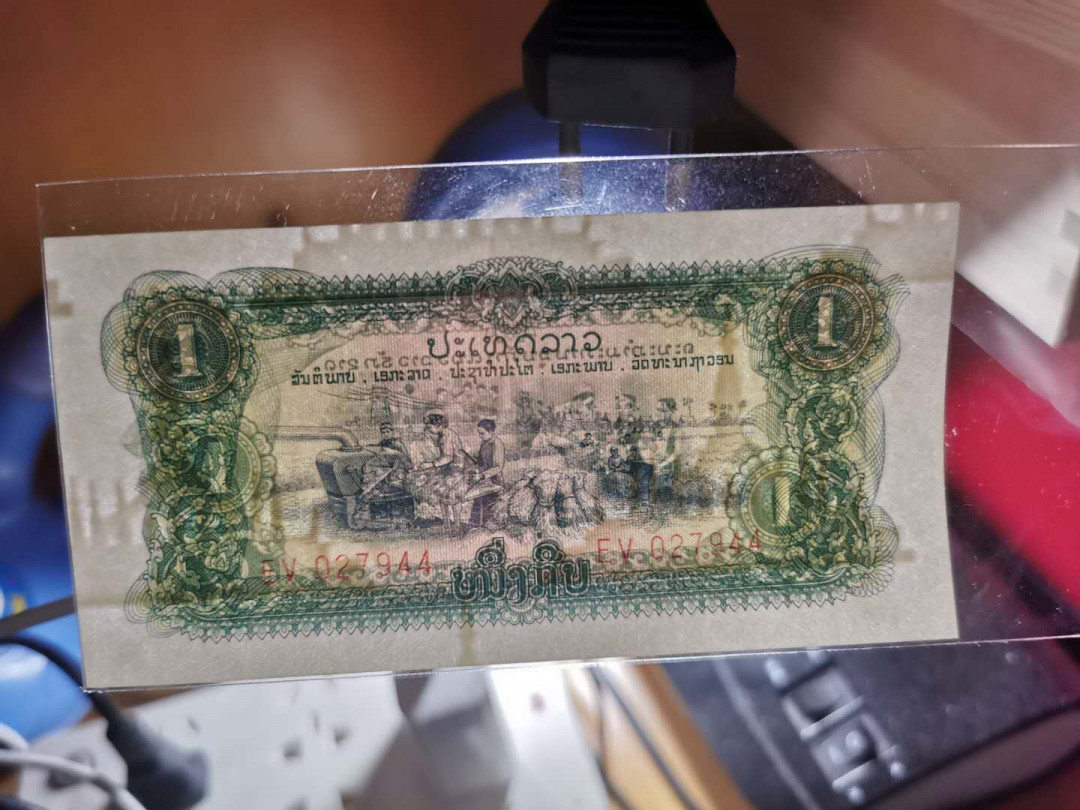 1
1
ປະເທດລາວ
ສັນຕິພາບ . ເອກະລາດ . ປະຊາທິປະໄຕ . ເອກະພາບ . ວັດທະນາຖາວອນ
1
EV 027944 EV 027944
ໜຶ່ງກີບ